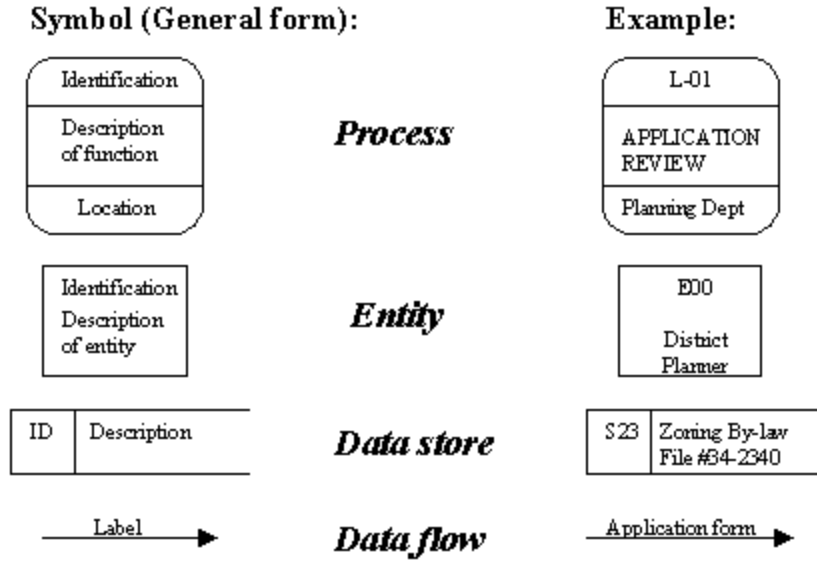 Symbol (General form):
Example:
Identification
Description
of function
Location
Process
L-01
APPLICATION
REVIEW
Planning Dept
Identification
Description
of entity
Entity
E00
District
Planner
ID
Description
Data store
S23
Zoning By-law
File #34-2340
Label
Data flow
Application form